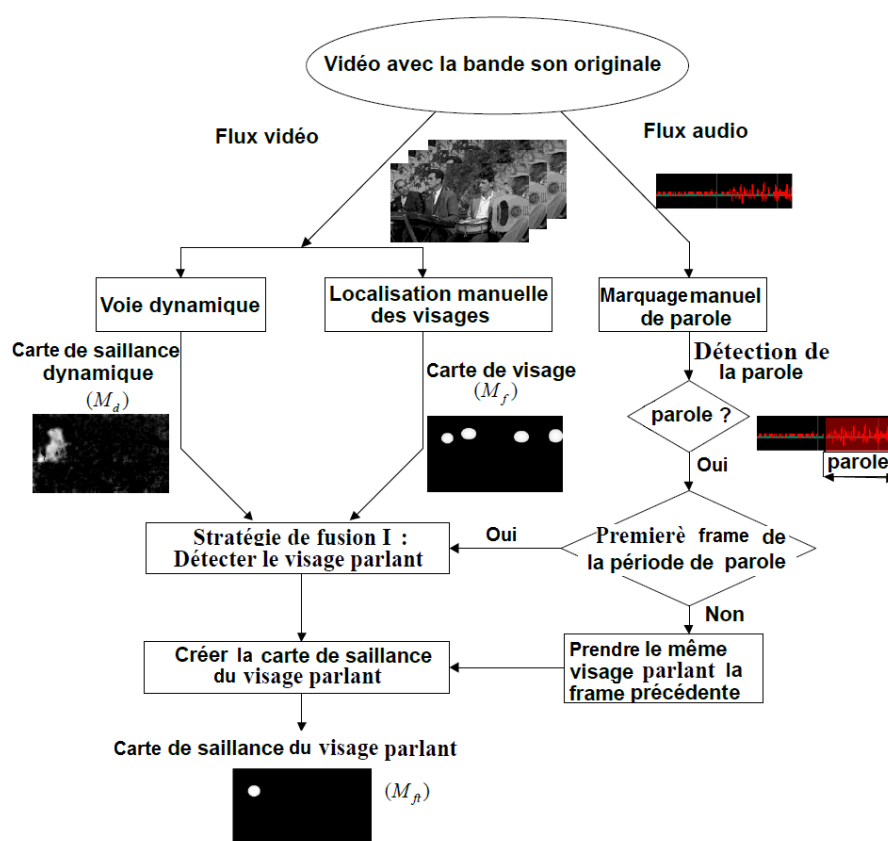 Vidéo avec la bande son originale
Flux vidéo
Flux audio
Voie dynamique
Localisation manuelle
des visages
Marquage manuel
de parole
Carte de saillance
dynamique
(M_d)
Carte de visage
(M_f)
Détection de
la parole
parole ?
parole
Oui
Stratégie de fusion I :
Détecter le visage parlant
Oui
Premierè frame de
la période de parole
Non
Créer la carte de saillance
du visage parlant
Prendre le même
visage parlant la
frame précédente
Carte de saillance du visage parlant
(M_ft)